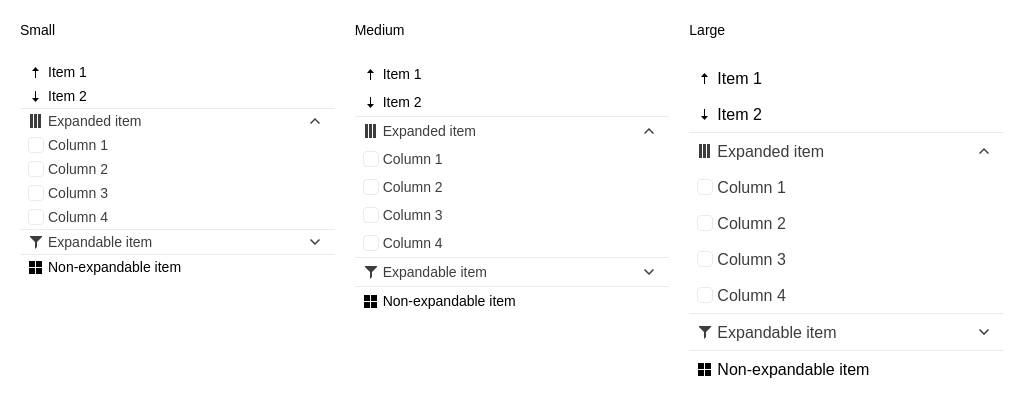 Small
Item 1
Item 2
Expanded item
Column 1
Column 2
Column 3
Column 4
Expandable item
Non-expandable item
Medium
Item 1
Item 2
Expanded item
Column 1
Column 2
Column 3
Column 4
Expandable item
Non-expandable item
Large
Item 1
Item 2
Expanded item
Column 1
Column 2
Column 3
Column 4
Expandable item
Non-expandable item